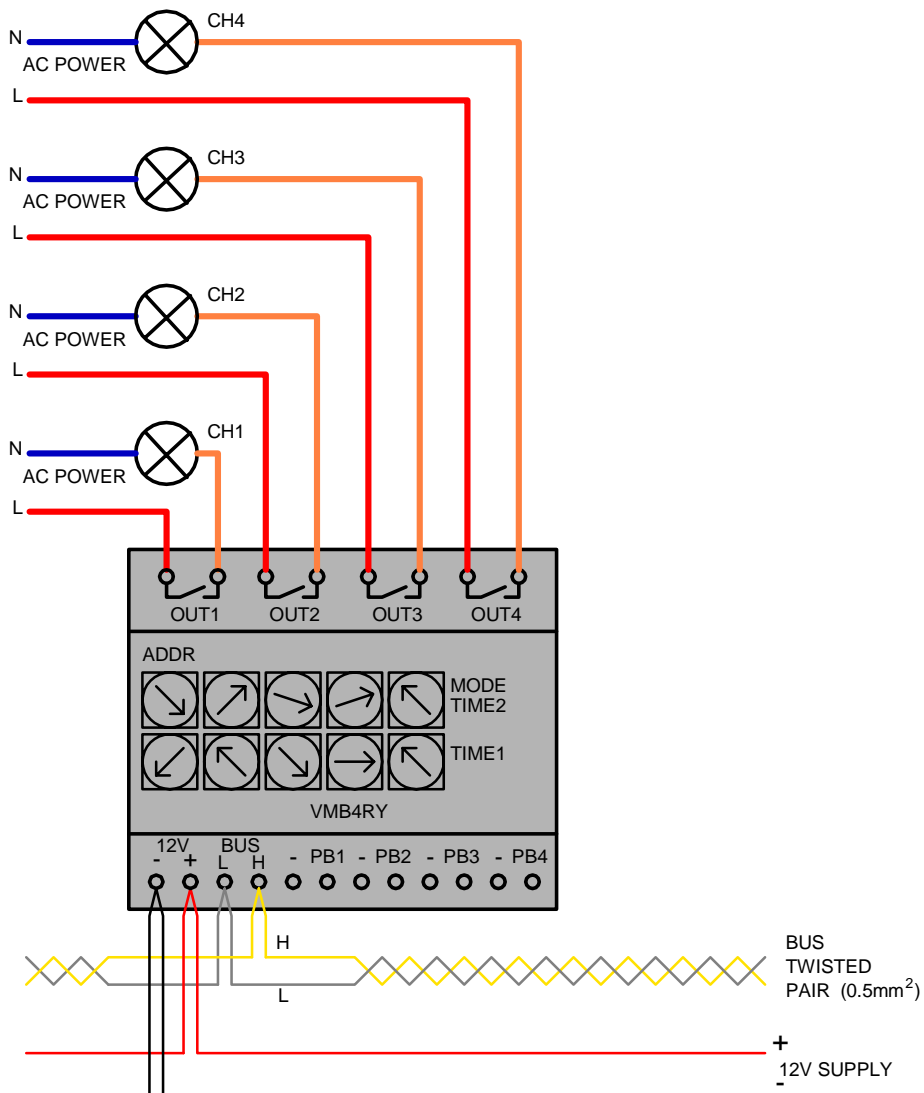 N CH4
AC POWER
L
N CH3
AC POWER
L
N CH2
AC POWER
L
N CH1
AC POWER
L
OUT1 OUT2 OUT3 OUT4
ADDR
MODE
TIME2
TIME1
VMB4RY
12V BUS
- + L H - PB1 - PB2 - PB3 - PB4
H
L
BUS
TWISTED
PAIR (0.5mm²)
+
12V SUPPLY
-